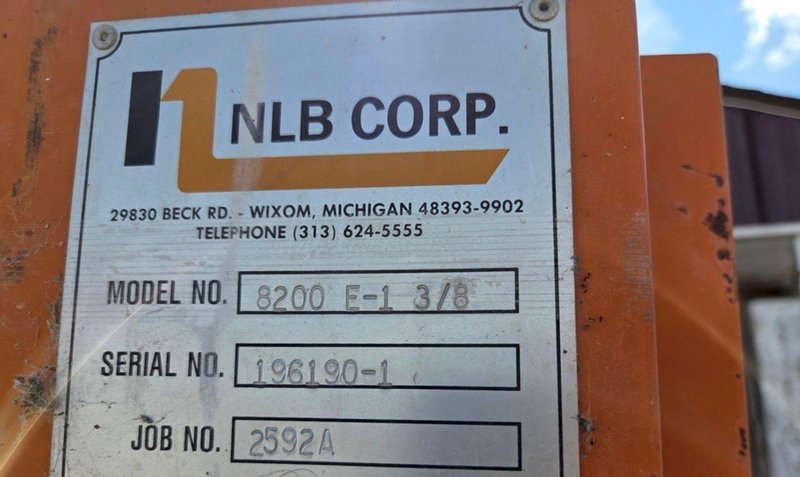 NLB CORP.
29830 BECK RD. - WIXOM, MICHIGAN 48393-9902
TELEPHONE (313) 624-5555
MODEL NO. 8200 E-1 3/8
SERIAL NO. 196190-1
JOB NO. 2592A